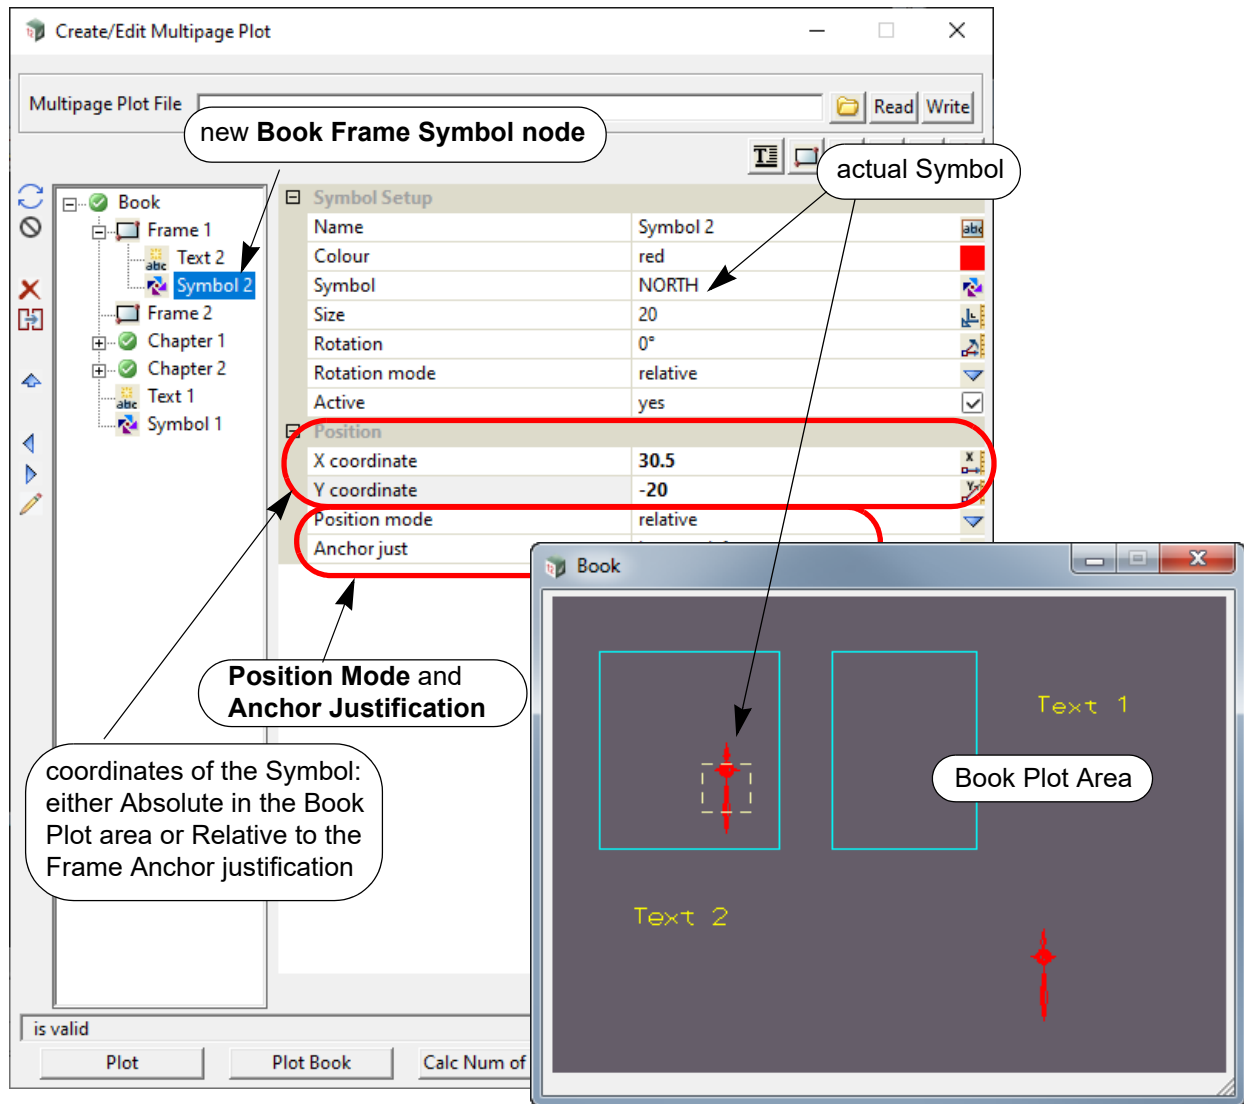 Create/Edit Multipage Plot
Multipage Plot File
Read
Write
new Book Frame Symbol node
actual Symbol
Book
Frame 1
Text 2
Symbol 2
Frame 2
Chapter 1
Chapter 2
Text 1
Symbol 1
Symbol Setup
Name Symbol 2
Colour red
Symbol NORTH
Size 20
Rotation 0°
Rotation mode relative
Active yes
Position
X coordinate 30.5
Y coordinate -20
Position mode relative
Anchor just
Position Mode and
Anchor Justification
coordinates of the Symbol:
either Absolute in the Book
Plot area or Relative to the
Frame Anchor justification
Book
Text 1
Book Plot Area
Text 2
is valid
Plot
Plot Book
Calc Num of